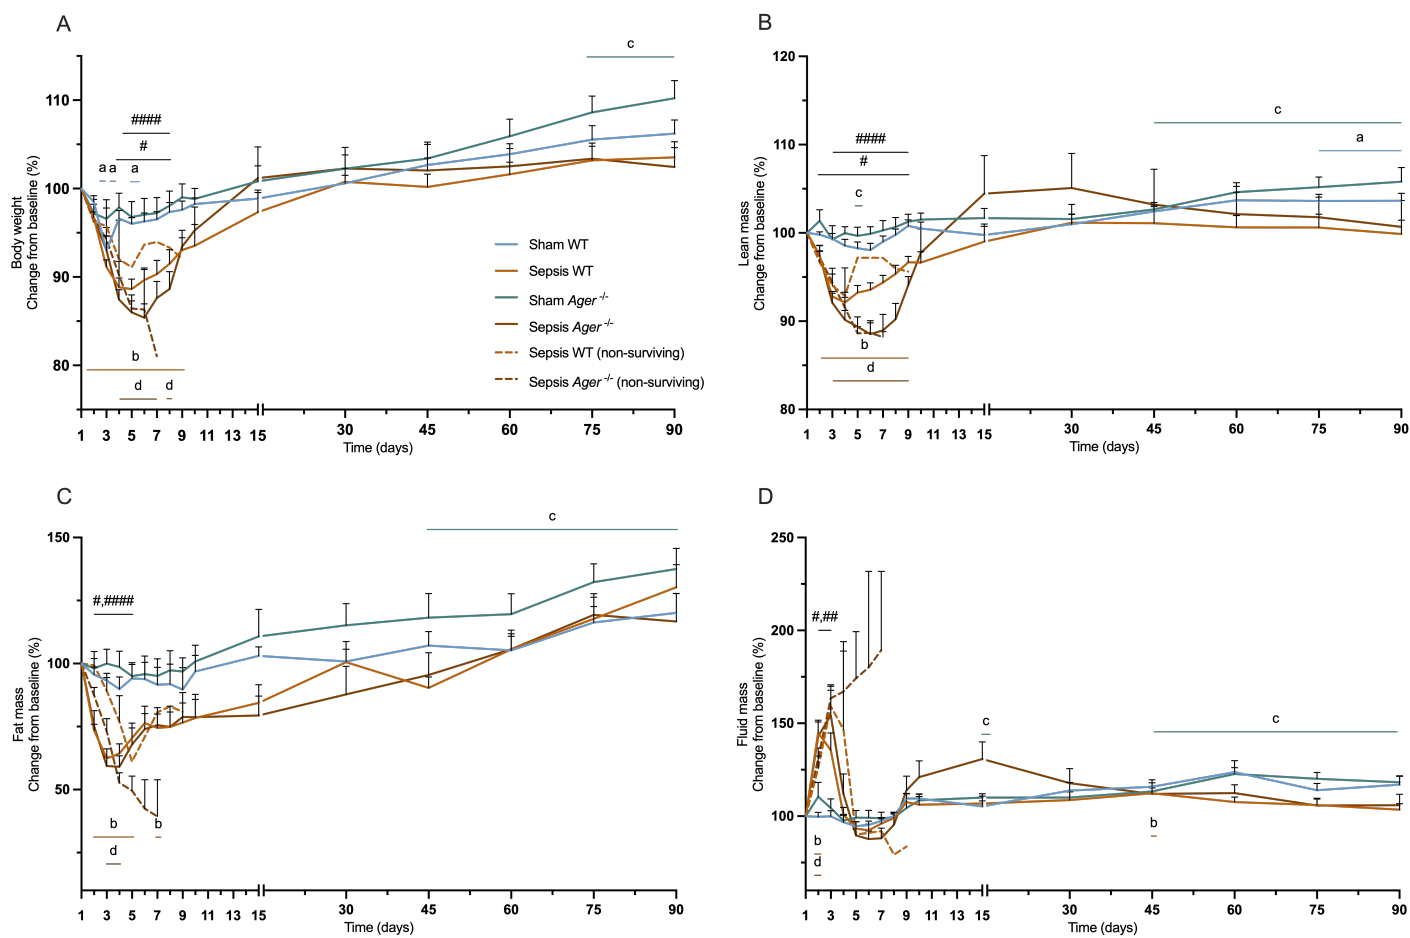 A
Body weight
Change from baseline (%)
110
100
90
80
c
####
#
a a a
b
d d
Sham WT
Sepsis WT
Sham Ager -/-
Sepsis Ager -/-
Sepsis WT (non-surviving)
Sepsis Ager -/- (non-surviving)
1 3 5 7 9 11 13 15 30 45 60 75 90
Time (days)
B
Lean mass
Change from baseline (%)
120
110
100
90
80
c
a
####
#
c
b
d
1 3 5 7 9 11 13 15 30 45 60 75 90
Time (days)
C
Fat mass
Change from baseline (%)
150
100
50
c
#,####
b b
d
1 3 5 7 9 11 13 15 30 45 60 75 90
Time (days)
D
Fluid mass
Change from baseline (%)
250
200
150
100
#,##
c c
b b
d
1 3 5 7 9 11 13 15 30 45 60 75 90
Time (days)